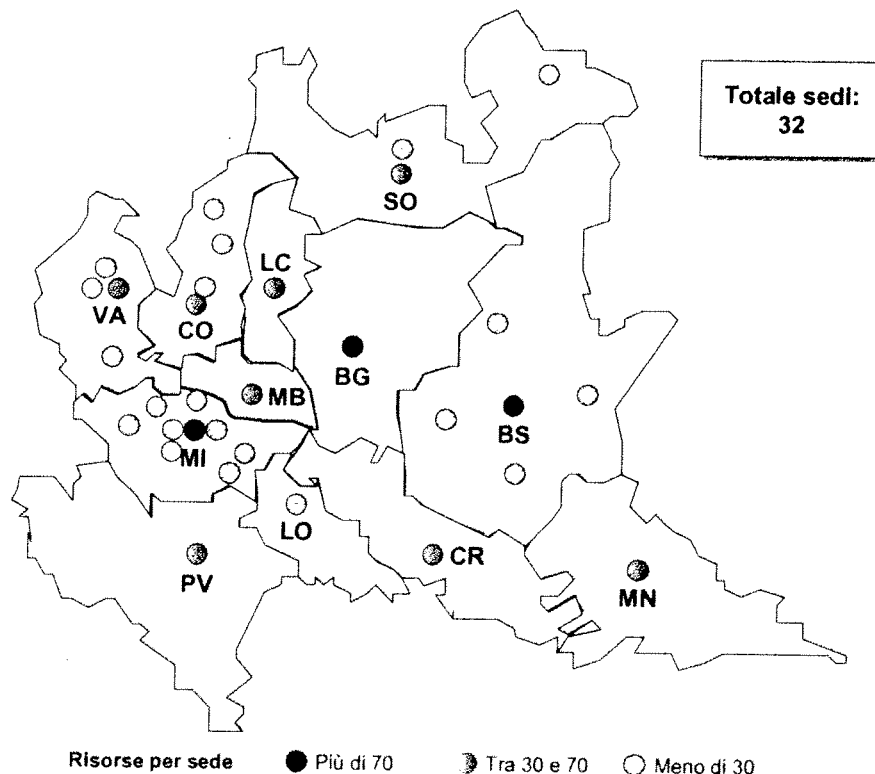 Totale sedi:
32
SO
LC
VA
CO
BG
MB
BS
MI
LO
CR
PV
MN
Risorse per sede Più di 70 Tra 30 e 70 Meno di 30